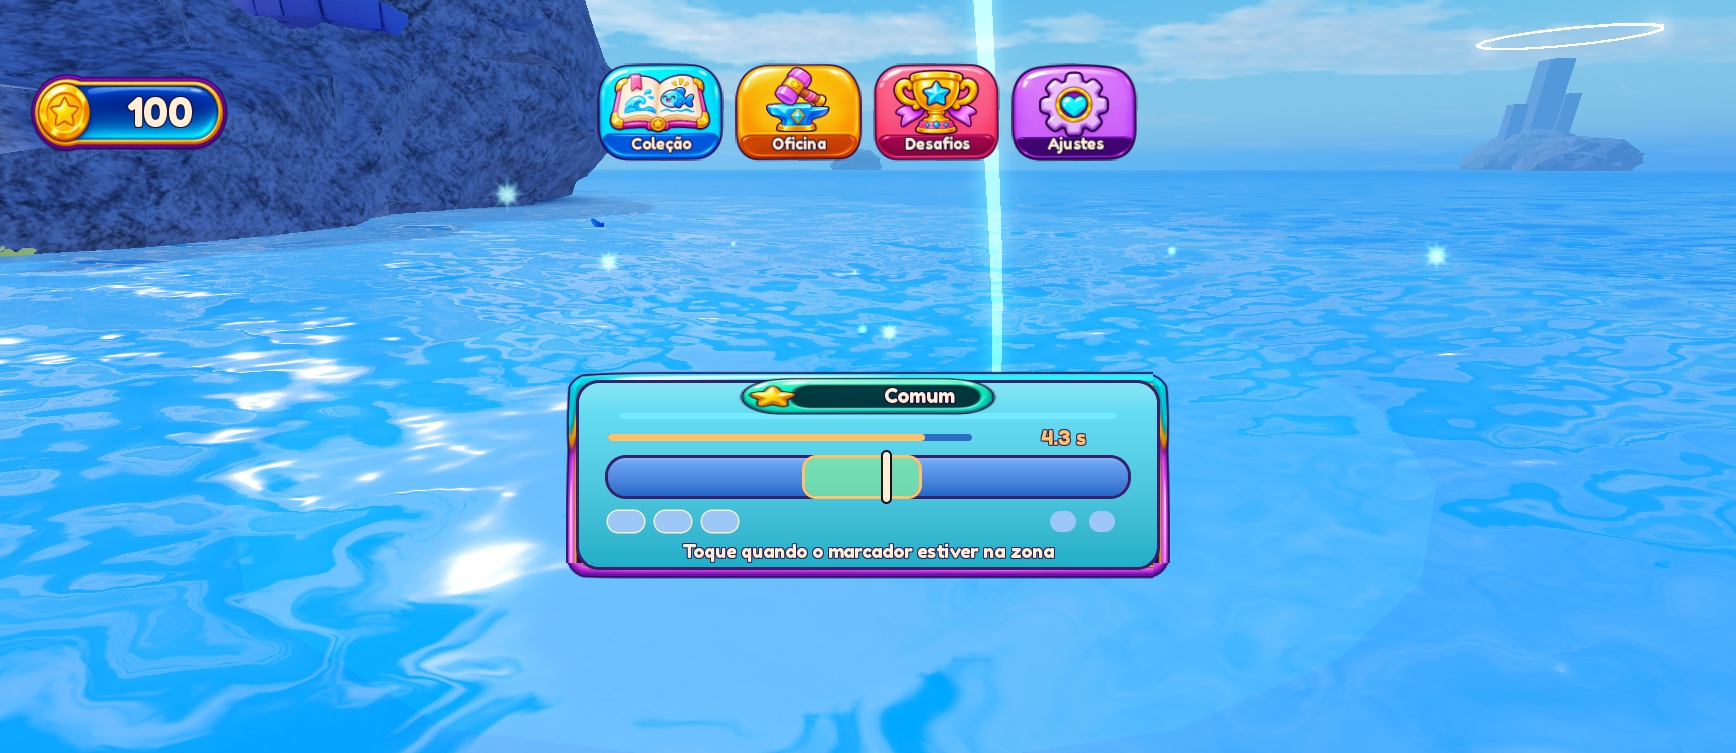 100
Coleção
Oficina
Desafios
Ajustes
Comum
4.3 s
Toque quando o marcador estiver na zona